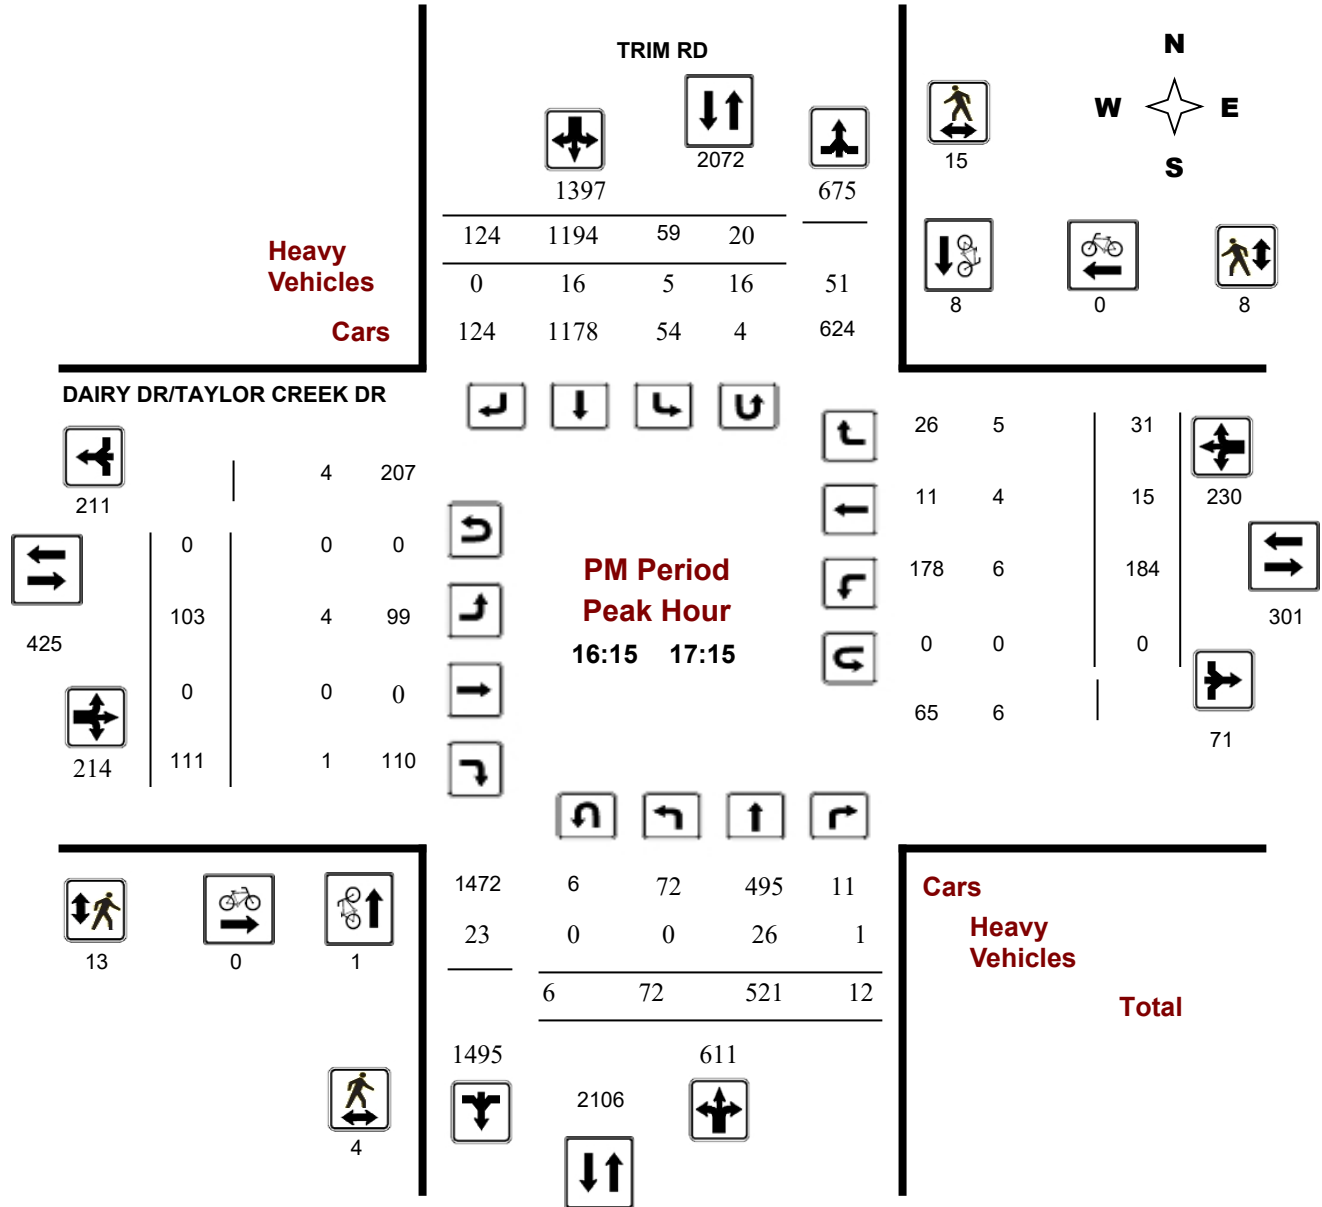 TRIM RD
N
W E
S
2072
1397 675
15
124 1194 59 20
Heavy
Vehicles
0 16 5 16 51
Cars
124 1178 54 4 624
8 0 8
DAIRY DR/TAYLOR CREEK DR
26 5 31
4 207
211
11 4 15 230
0 0 0
PM Period
178 6 184
Peak Hour
103 4 99
301
425
0 0 0
16:15 17:15
0 0 0
65 6
71
214 111 1 110
1472 6 72 495 11
Cars
23 0 0 26 1
Heavy
Vehicles
13 0 1
6 72 521 12
Total
1495 611
2106
4